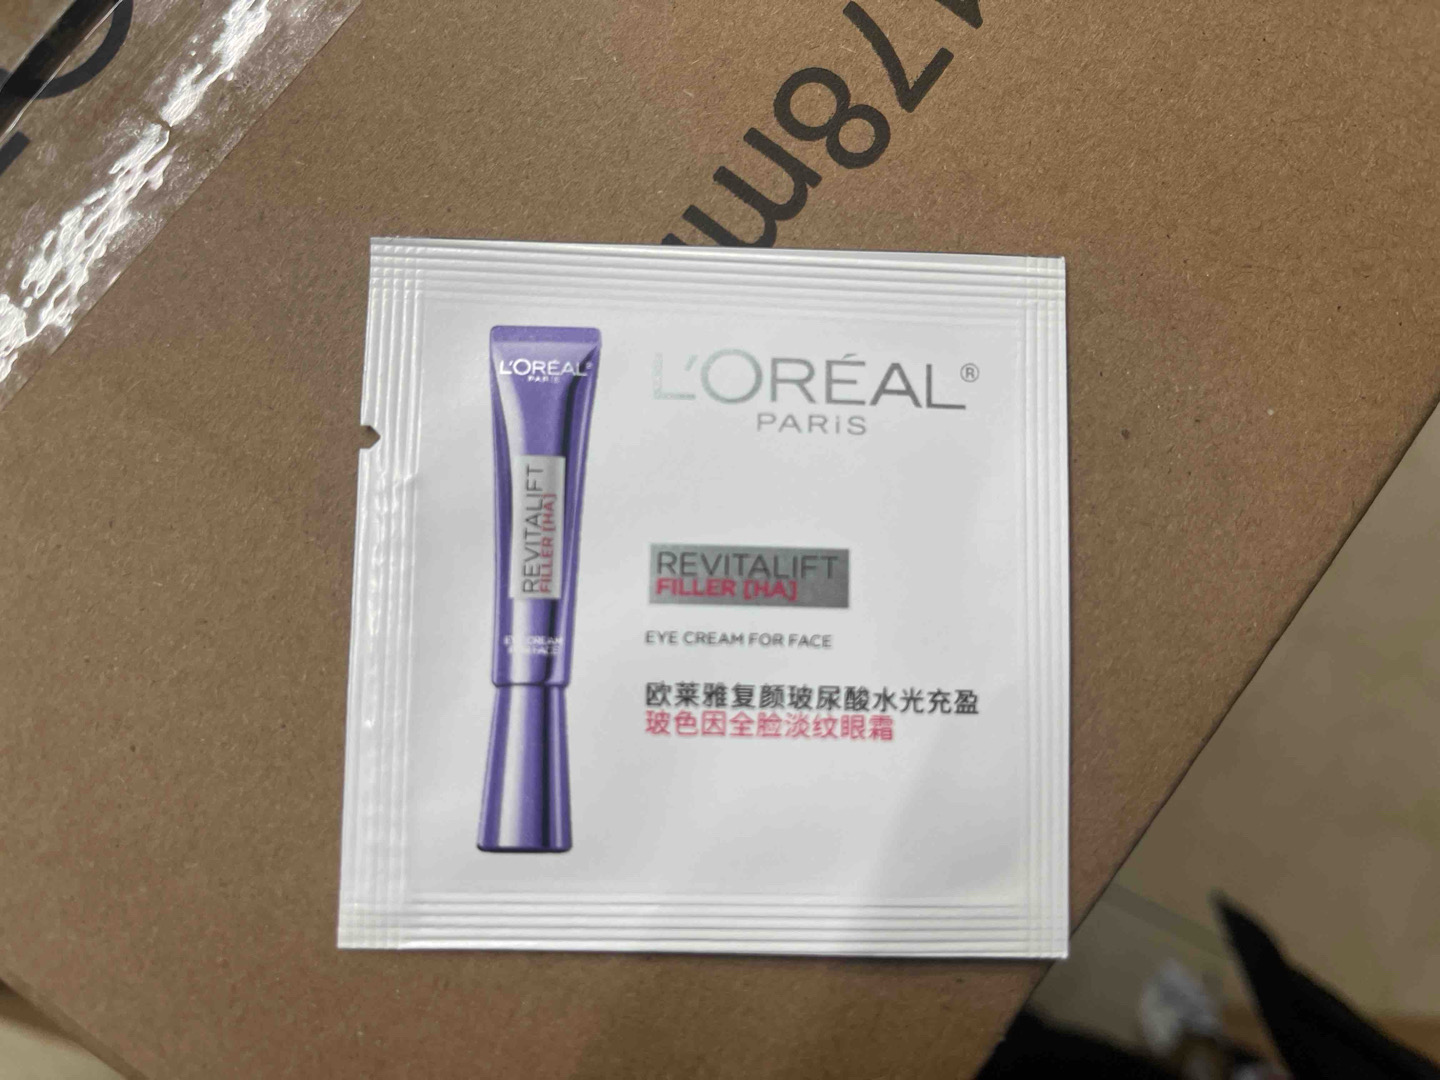 78mm
L'ORÉAL®
PARIS
REVITALIFT
FILLER [HA]
EYE CREAM
FOR FACE
L'ORÉAL®
PARiS
REVITALIFT
FILLER [HA]
EYE CREAM FOR FACE
欧莱雅复颜玻尿酸水光充盈
玻色因全脸淡纹眼霜